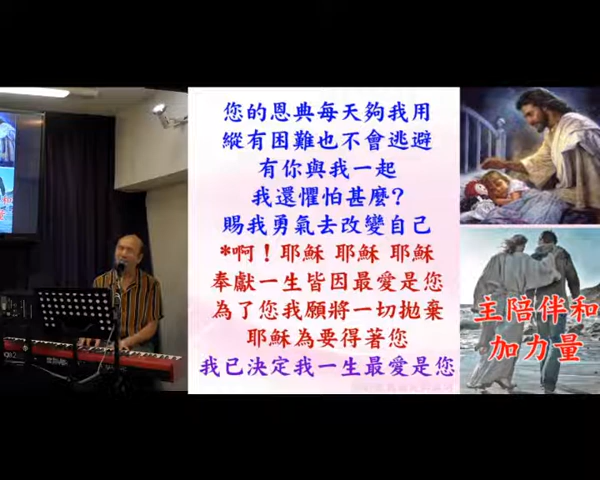 您的恩典每天夠我用
縱有困難也不會逃避
有你與我一起
我還懼怕甚麼?
賜我勇氣去改變自己
*啊！耶穌 耶穌 耶穌
奉獻一生皆因最愛是您
為了您我願將一切拋棄
耶穌為要得著您
我已決定我一生最愛是您
主陪伴和
加力量